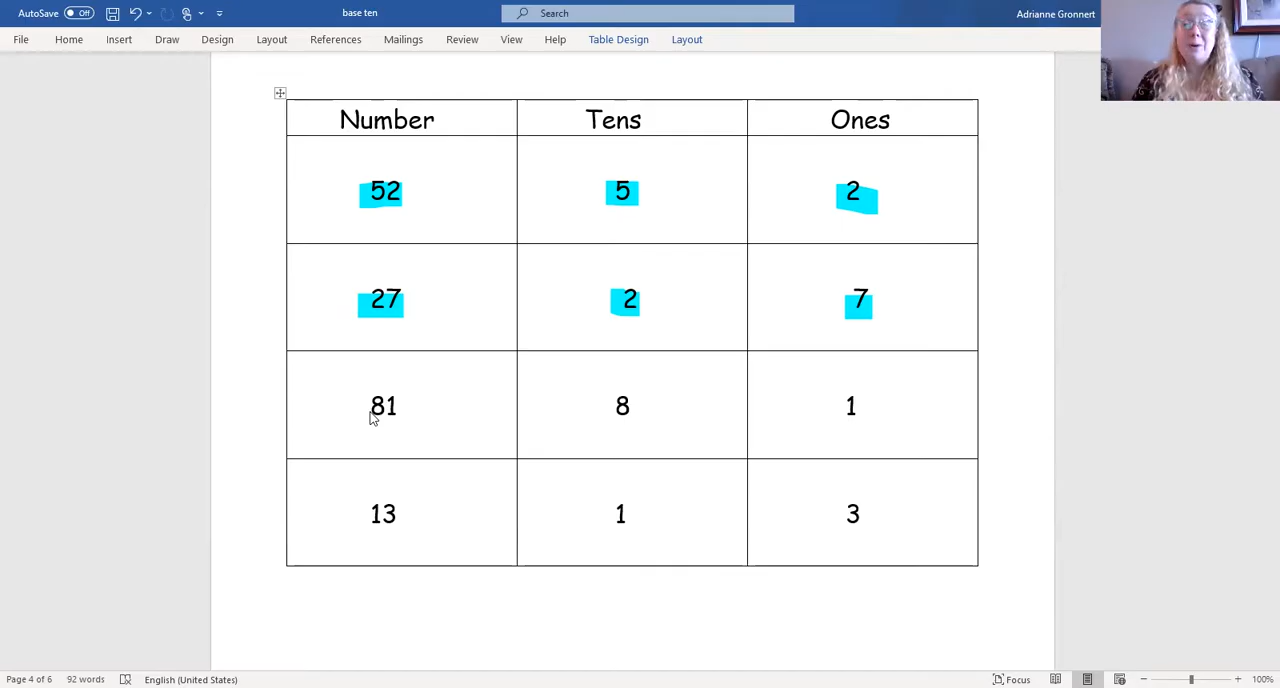 AutoSave Off base ten Search Adrianne Gronnert
File Home Insert Draw Design Layout References Mailings Review View Help Table Design Layout
Number Tens Ones
52 5 2
27 2 7
81 8 1
13 1 3
Page 4 of 6 92 words English (United States) Focus 100%